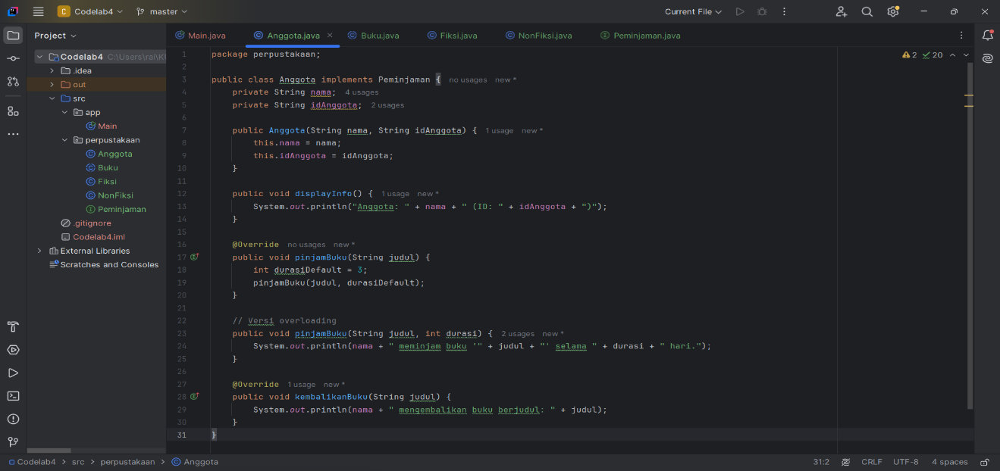 C Codelab4 master Current File
Project
Main.java Anggota.java Buku.java Fiksi.java NonFiksi.java Peminjaman.java
Codelab4 C:\Users\rai\K
.idea
out
src
app
Main
perpustakaan
Anggota
Buku
Fiksi
NonFiksi
Peminjaman
.gitignore
Codelab4.iml
External Libraries
Scratches and Consoles
2 20
1 package perpustakaan;
2
3 public class Anggota implements Peminjaman { no usages new *
4 private String nama; 4 usages
5 private String idAnggota; 2 usages
6
7 public Anggota(String nama, String idAnggota) { 1 usage new *
8 this.nama = nama;
9 this.idAnggota = idAnggota;
10 }
11
12 public void displayInfo() { 1 usage new *
13 System.out.println("Anggota: " + nama + " (ID: " + idAnggota + ")");
14 }
15
16 @Override no usages new *
17 public void pinjamBuku(String judul) {
18 int durasiDefault = 3;
19 pinjamBuku(judul, durasiDefault);
20 }
21
22 // Versi overloading
23 public void pinjamBuku(String judul, int durasi) { 2 usages new *
24 System.out.println(nama + " meminjam buku '" + judul + "' selama " + durasi + " hari.");
25 }
26
27 @Override 1 usage new *
28 public void kembalikanBuku(String judul) {
29 System.out.println(nama + " mengembalikan buku berjudul: " + judul);
30 }
31 }
Codelab4 > src > perpustakaan > Anggota 31:2 CRLF UTF-8 4 spaces